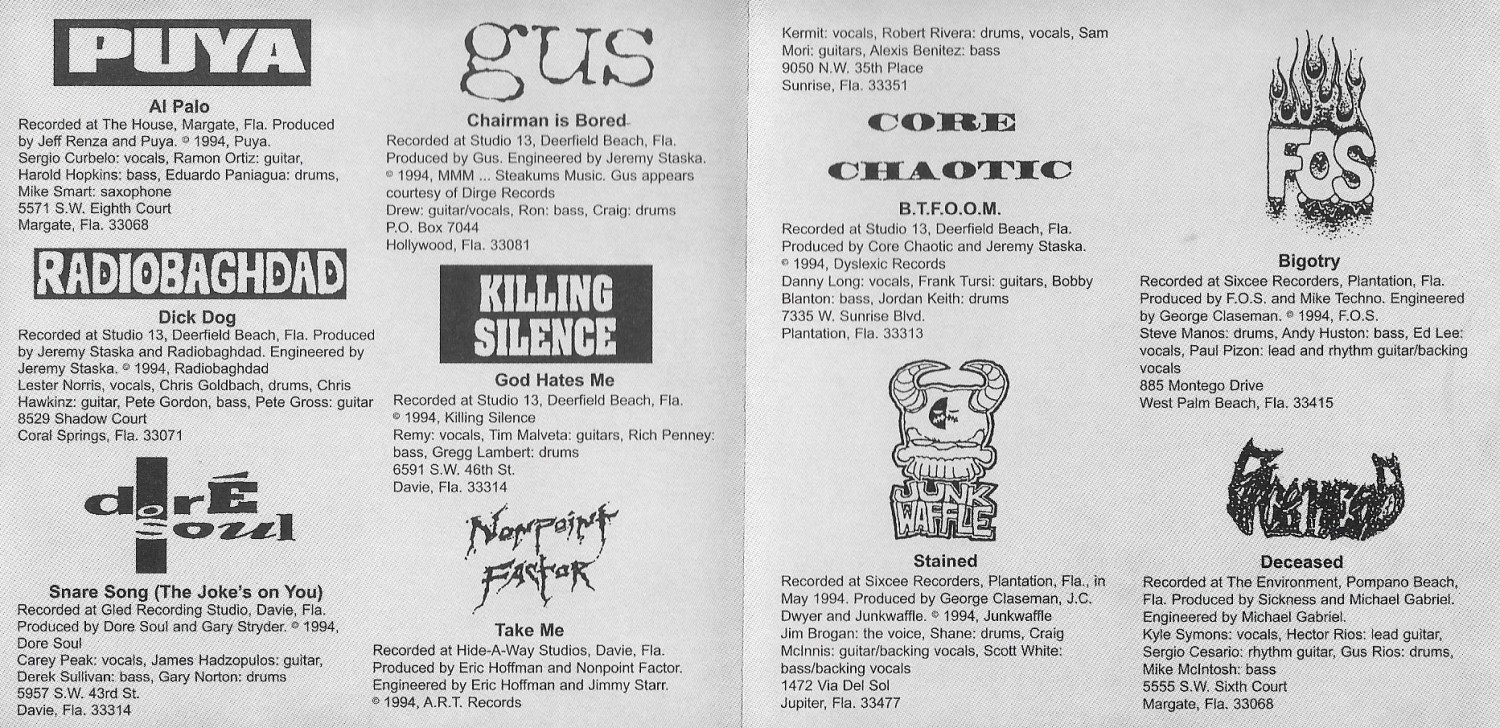 PUYA
Al Palo
Recorded at The House, Margate, Fla. Produced
by Jeff Renza and Puya. ℗ 1994, Puya.
Sergio Curbelo: vocals, Ramon Ortiz: guitar,
Harold Hopkins: bass, Eduardo Paniagua: drums,
Mike Smart: saxophone
5571 S.W. Eighth Court
Margate, Fla. 33068
RADIOBAGHDAD
Dick Dog
Recorded at Studio 13, Deerfield Beach, Fla. Produced
by Jeremy Staska and Radiobaghdad. Engineered by
Jeremy Staska. ℗ 1994, Radiobaghdad
Lester Norris, vocals, Chris Goldbach, drums, Chris
Hawkinz: guitar, Pete Gordon, bass, Pete Gross: guitar
8529 Shadow Court
Coral Springs, Fla. 33071
dorÉ
soul
Snare Song (The Joke's on You)
Recorded at Gled Recording Studio, Davie, Fla.
Produced by Dore Soul and Gary Stryder. ℗ 1994,
Dore Soul
Carey Peak: vocals, James Hadzopulos: guitar,
Derek Sullivan: bass, Gary Norton: drums
5957 S.W. 43rd St.
Davie, Fla. 33314
gus
Chairman is Bored
Recorded at Studio 13, Deerfield Beach, Fla.
Produced by Gus. Engineered by Jeremy Staska.
℗ 1994, MMM ... Steakums Music. Gus appears
courtesy of Dirge Records
Drew: guitar/vocals, Ron: bass, Craig: drums
P.O. Box 7044
Hollywood, Fla. 33081
KILLING
SILENCE
God Hates Me
Recorded at Studio 13, Deerfield Beach, Fla.
℗ 1994, Killing Silence
Remy: vocals, Tim Malveta: guitars, Rich Penney:
bass, Gregg Lambert: drums
6591 S.W. 46th St.
Davie, Fla. 33314
Nonpoint
Factor
Take Me
Recorded at Hide-A-Way Studios, Davie, Fla.
Produced by Eric Hoffman and Nonpoint Factor.
Engineered by Eric Hoffman and Jimmy Starr.
℗ 1994, A.R.T. Records
Kermit: vocals, Robert Rivera: drums, vocals, Sam
Mori: guitars, Alexis Benitez: bass
9050 N.W. 35th Place
Sunrise, Fla. 33351
CORE
CHAOTIC
B.T.F.O.O.M.
Recorded at Studio 13, Deerfield Beach, Fla.
Produced by Core Chaotic and Jeremy Staska.
℗ 1994, Dyslexic Records
Danny Long: vocals, Frank Tursi: guitars, Bobby
Blanton: bass, Jordan Keith: drums
7335 W. Sunrise Blvd.
Plantation, Fla. 33313
JUNK
WAFFLE
Stained
Recorded at Sixcee Recorders, Plantation, Fla., in
May 1994. Produced by George Claseman, J.C.
Dwyer and Junkwaffle. ℗ 1994, Junkwaffle
Jim Brogan: the voice, Shane: drums, Craig
McInnis: guitar/backing vocals, Scott White:
bass/backing vocals
1472 Via Del Sol
Jupiter, Fla. 33477
FOS
Bigotry
Recorded at Sixcee Recorders, Plantation, Fla.
Produced by F.O.S. and Mike Techno. Engineered
by George Claseman. ℗ 1994, F.O.S.
Steve Manos: drums, Andy Huston: bass, Ed Lee:
vocals, Paul Pizon: lead and rhythm guitar/backing
vocals
885 Montego Drive
West Palm Beach, Fla. 33415
Deceased
Recorded at The Environment, Pompano Beach,
Fla. Produced by Sickness and Michael Gabriel.
Engineered by Michael Gabriel.
Kyle Symons: vocals, Hector Rios: lead guitar,
Sergio Cesario: rhythm guitar, Gus Rios: drums,
Mike McIntosh: bass
5555 S.W. Sixth Court
Margate, Fla. 33068